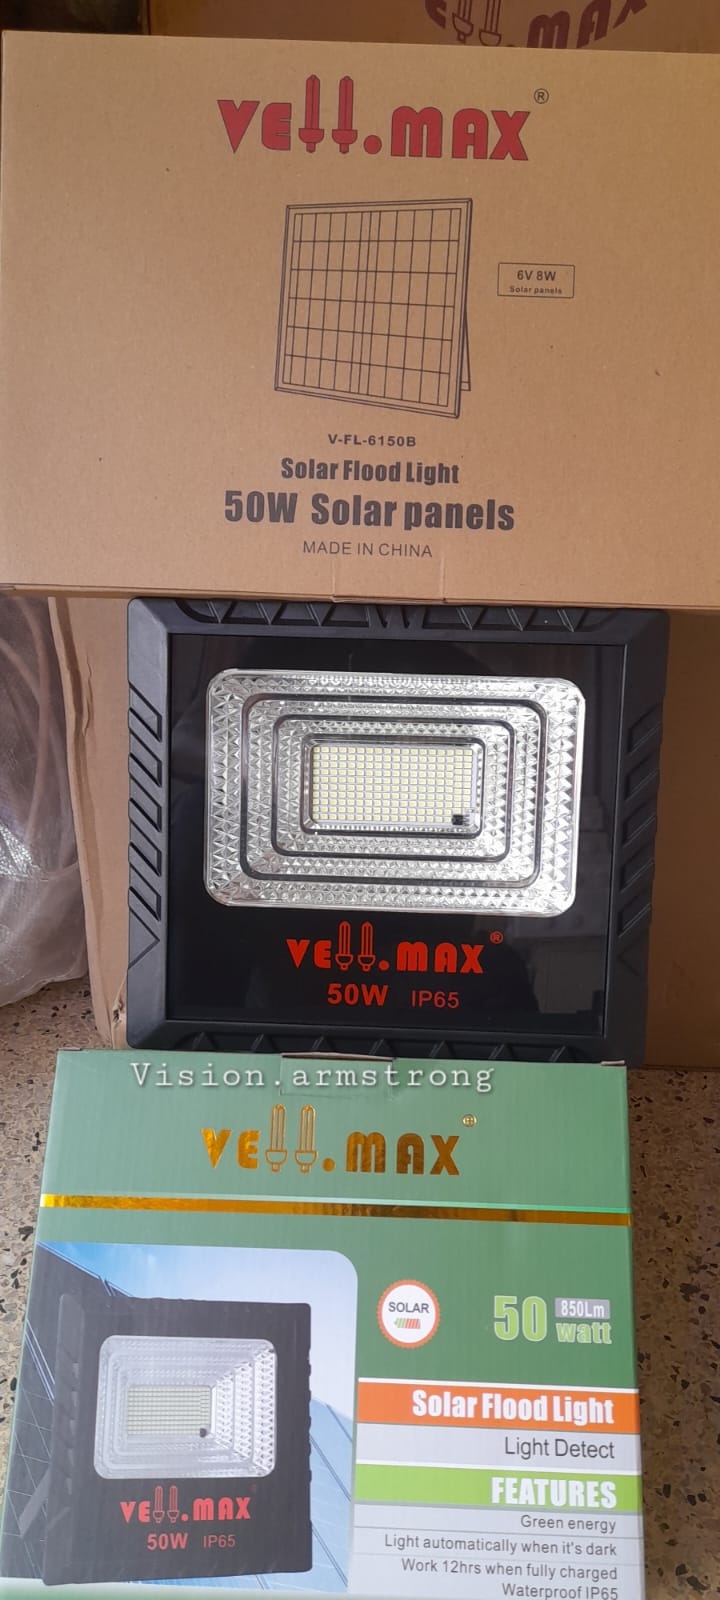 VELL.MAX
VELL.MAX®
6V 8W
Solar panels
V-FL-6150B
Solar Flood Light
50W Solar panels
MADE IN CHINA
VELL.MAX®
50W IP65
Vision.armstrong
VELL.MAX®
SOLAR
50 850Lm
watt
Solar Flood Light
Light Detect
FEATURES
Green energy
Light automatically when it's dark
Work 12hrs when fully charged
Waterproof IP65
VELL.MAX
50W IP65